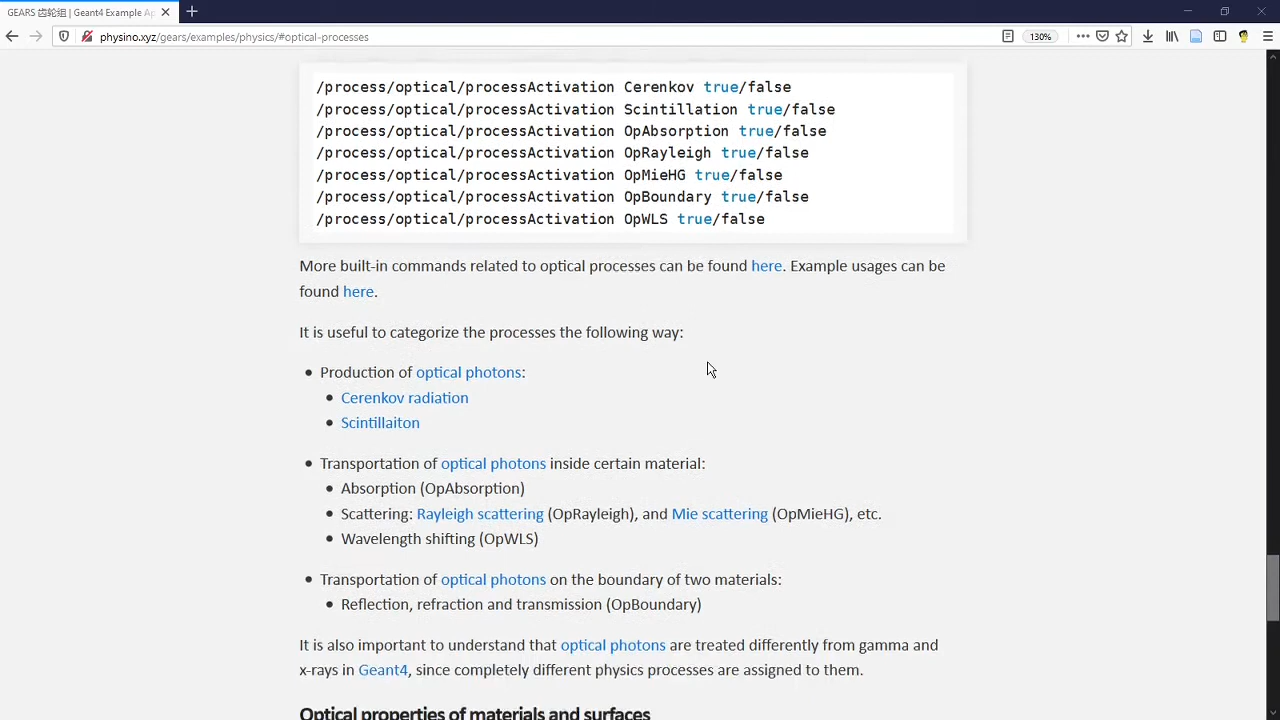 GEARS 齿轮组 | Geant4 Example Ap
physino.xyz/gears/examples/physics/#optical-processes
130%
/process/optical/processActivation Cerenkov true/false
/process/optical/processActivation Scintillation true/false
/process/optical/processActivation OpAbsorption true/false
/process/optical/processActivation OpRayleigh true/false
/process/optical/processActivation OpMieHG true/false
/process/optical/processActivation OpBoundary true/false
/process/optical/processActivation OpWLS true/false
More built-in commands related to optical processes can be found here. Example usages can be
found here.
It is useful to categorize the processes the following way:
Production of optical photons:
Cerenkov radiation
Scintillaiton
Transportation of optical photons inside certain material:
Absorption (OpAbsorption)
Scattering: Rayleigh scattering (OpRayleigh), and Mie scattering (OpMieHG), etc.
Wavelength shifting (OpWLS)
Transportation of optical photons on the boundary of two materials:
Reflection, refraction and transmission (OpBoundary)
It is also important to understand that optical photons are treated differently from gamma and
x-rays in Geant4, since completely different physics processes are assigned to them.
Optical properties of materials and surfaces